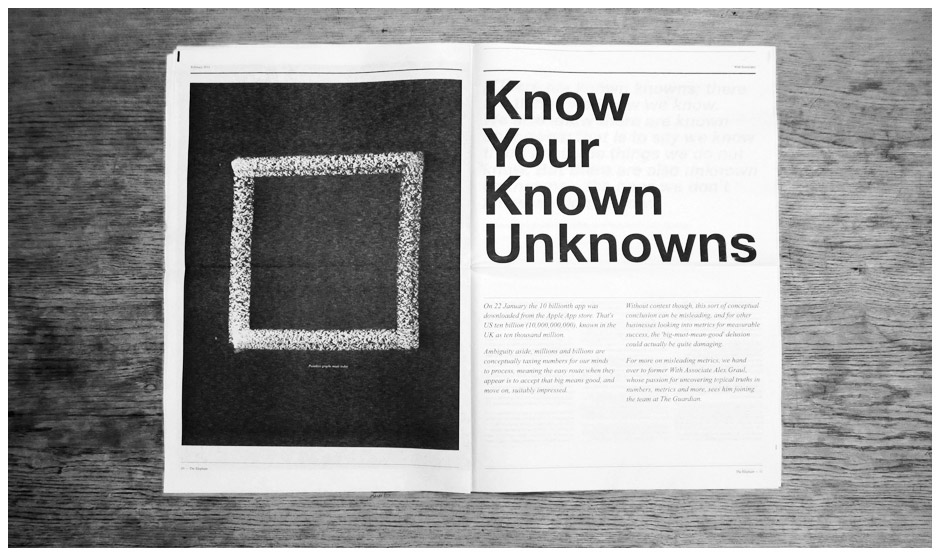 Know
Your
Known
Unknowns
On 22 January the 10 billionth app was
downloaded from the Apple App store. That's
US ten billion (10,000,000,000), known in the
UK as ten thousand million.
Ambiguity aside, millions and billions are
conceptually taxing numbers for our minds
to process, meaning the easy route when they
appear is to accept that big means good, and
move on, suitably impressed.
Without context though, this sort of conceptual
conclusion can be misleading, and for other
businesses looking into metrics for measurable
success, the 'big-must-mean-good' delusion
could actually be quite damaging.
For more on misleading metrics, we hand
over to former With Associate Alex Graul,
whose passion for uncovering topical truths in
numbers, metrics and more, sees him joining
the team at The Guardian.